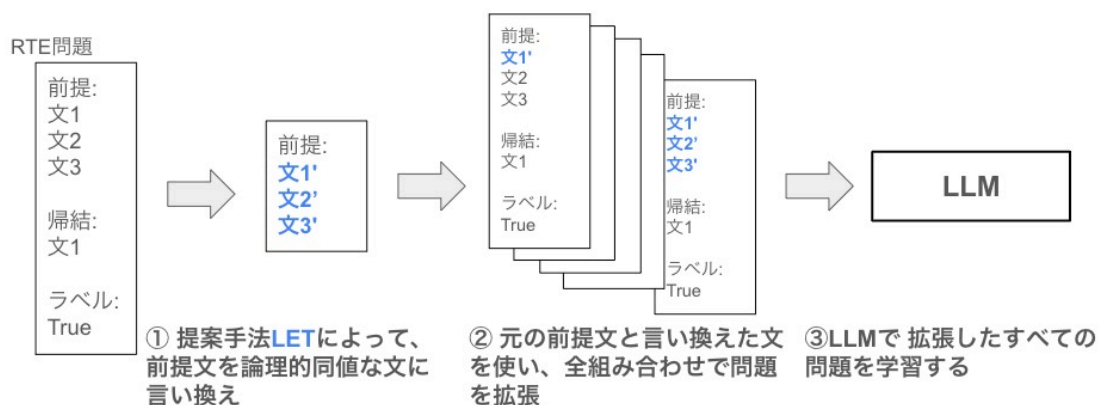 RTE問題
前提:
文1
文2
文3
帰結:
文1
ラベル:
True
前提:
文1'
文2’
文3'
前提:
文1'
文2
文3
帰結:
文1
ラベル:
True
前提:
文1'
文2’
文3'
帰結:
文1
ラベル:
True
LLM
① 提案手法LETによって、
前提文を論理的同値な文に
言い換え
② 元の前提文と言い換えた文
を使い、全組み合わせで問題
を拡張
③LLMで 拡張したすべての
問題を学習する